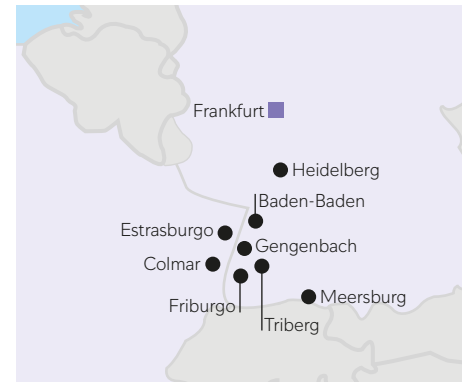 Frankfurt
Heidelberg
Baden-Baden
Estrasburgo
Gengenbach
Colmar
Meersburg
Friburgo
Triberg